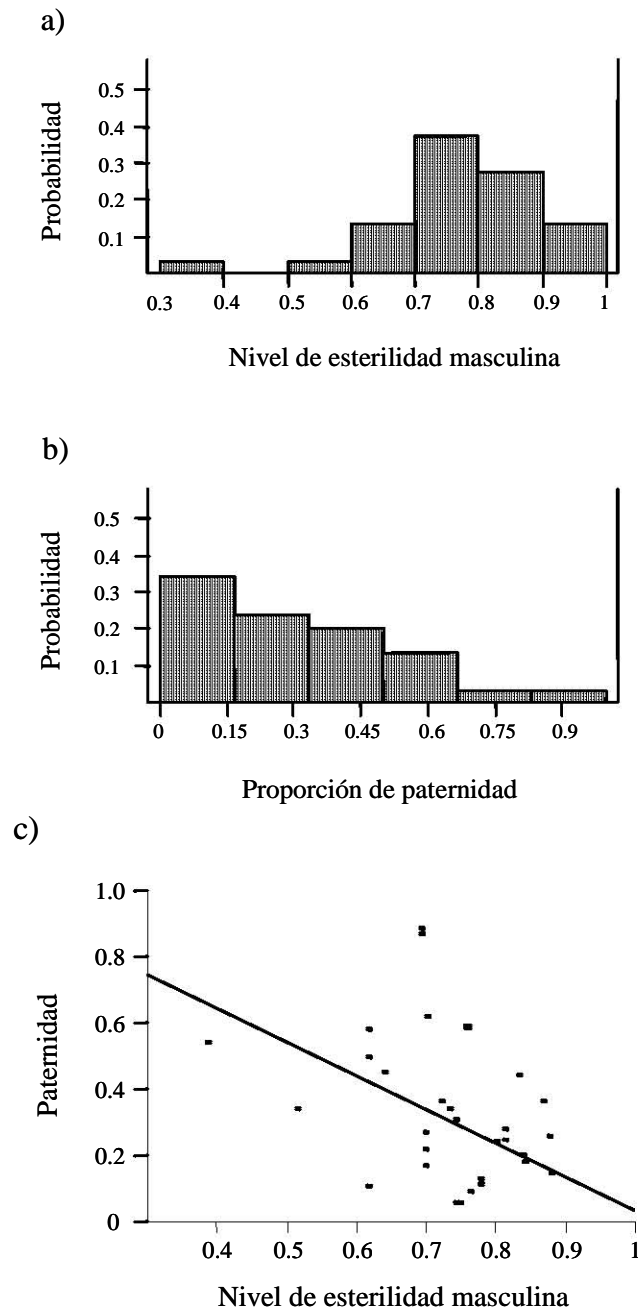 a)
Probabilidad
0.5
0.4
0.3
0.2
0.1
0.3 0.4 0.5 0.6 0.7 0.8 0.9 1
Nivel de esterilidad masculina
b)
Probabilidad
0.5
0.4
0.3
0.2
0.1
0 0.15 0.3 0.45 0.6 0.75 0.9
Proporción de paternidad
c)
Paternidad
1.0
0.8
0.6
0.4
0.2
0
0.4 0.5 0.6 0.7 0.8 0.9 1
Nivel de esterilidad masculina